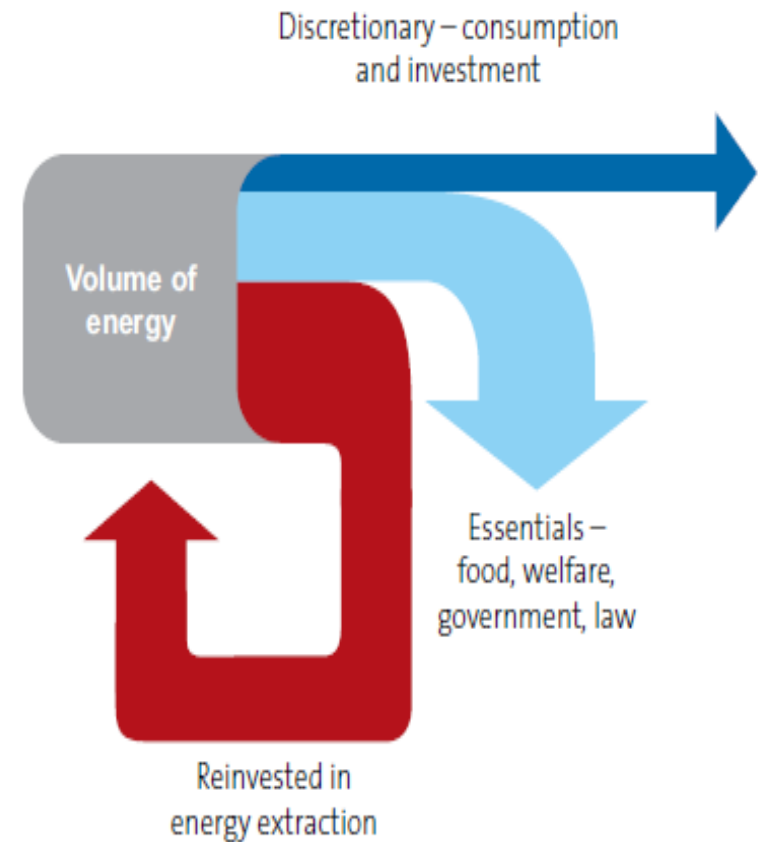 Discretionary – consumption
and investment
Volume of
energy
Essentials –
food, welfare,
government, law
Reinvested in
energy extraction